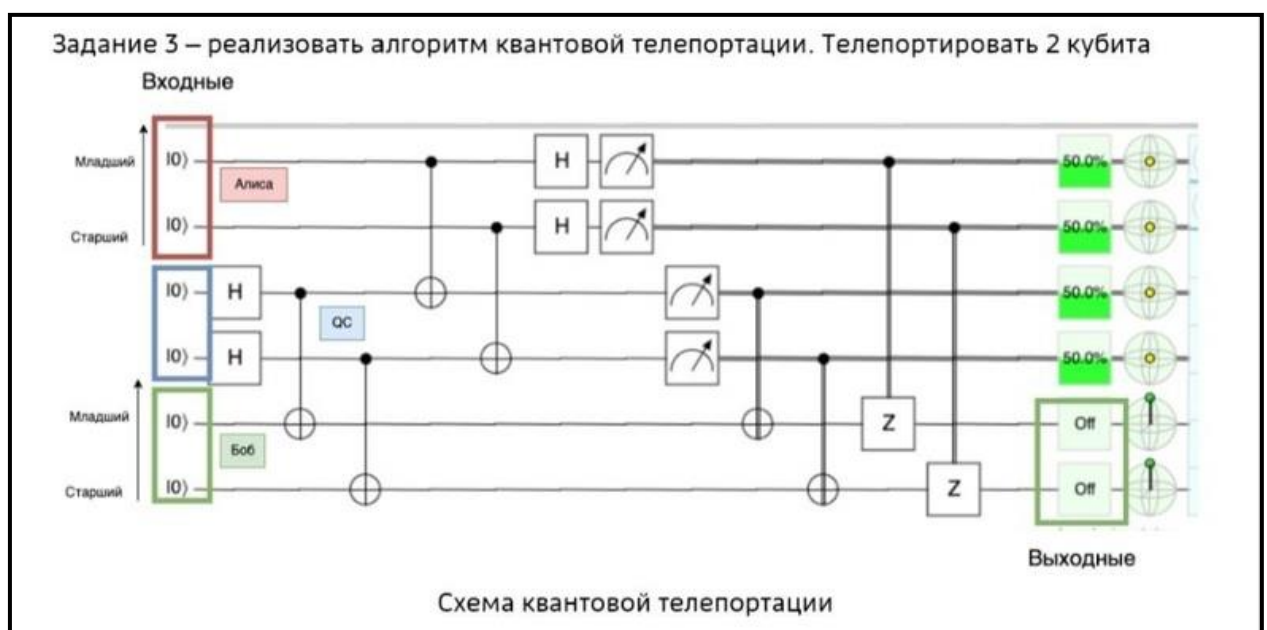 Задание 3 – реализовать алгоритм квантовой телепортации. Телепортировать 2 кубита
Входные
Младший |0⟩ H 50.0%
Алиса
Старший |0⟩ H 50.0%
|0⟩ H 50.0%
QC
|0⟩ H 50.0%
Младший |0⟩ Z Off
Боб
Старший |0⟩ Z Off
Выходные
Схема квантовой телепортации